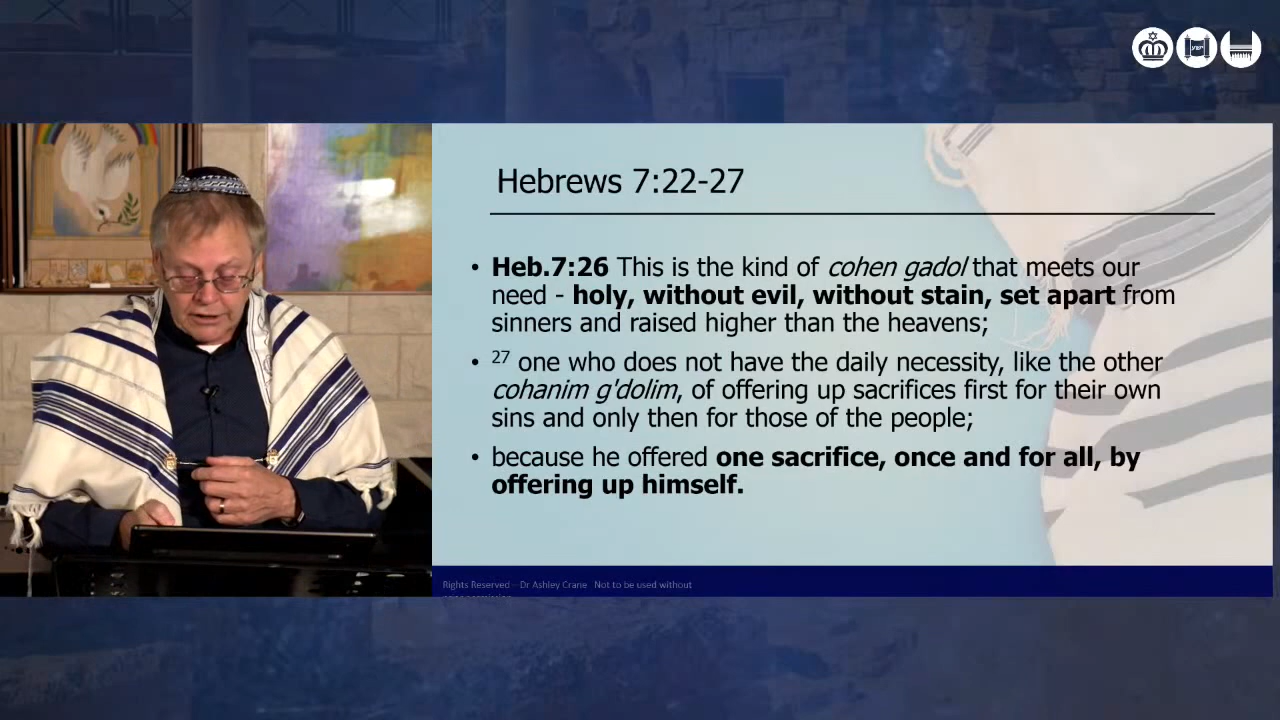 Hebrews 7:22-27
• Heb.7:26 This is the kind of cohen gadol that meets our
need - holy, without evil, without stain, set apart from
sinners and raised higher than the heavens;
• 27 one who does not have the daily necessity, like the other
cohanim g'dolim, of offering up sacrifices first for their own
sins and only then for those of the people;
• because he offered one sacrifice, once and for all, by
offering up himself.
Rights Reserved - Dr Ashley Crane Not to be used without